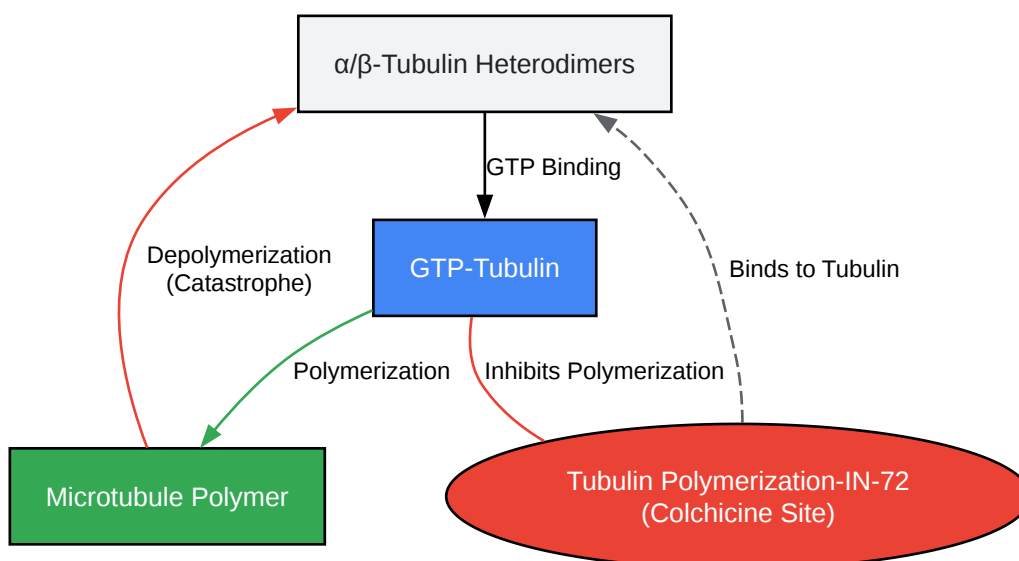 α/β-Tubulin Heterodimers
GTP Binding
GTP-Tubulin
Depolymerization
(Catastrophe)
Binds to Tubulin
Polymerization
Inhibits Polymerization
Microtubule Polymer
Tubulin Polymerization-IN-72
(Colchicine Site)